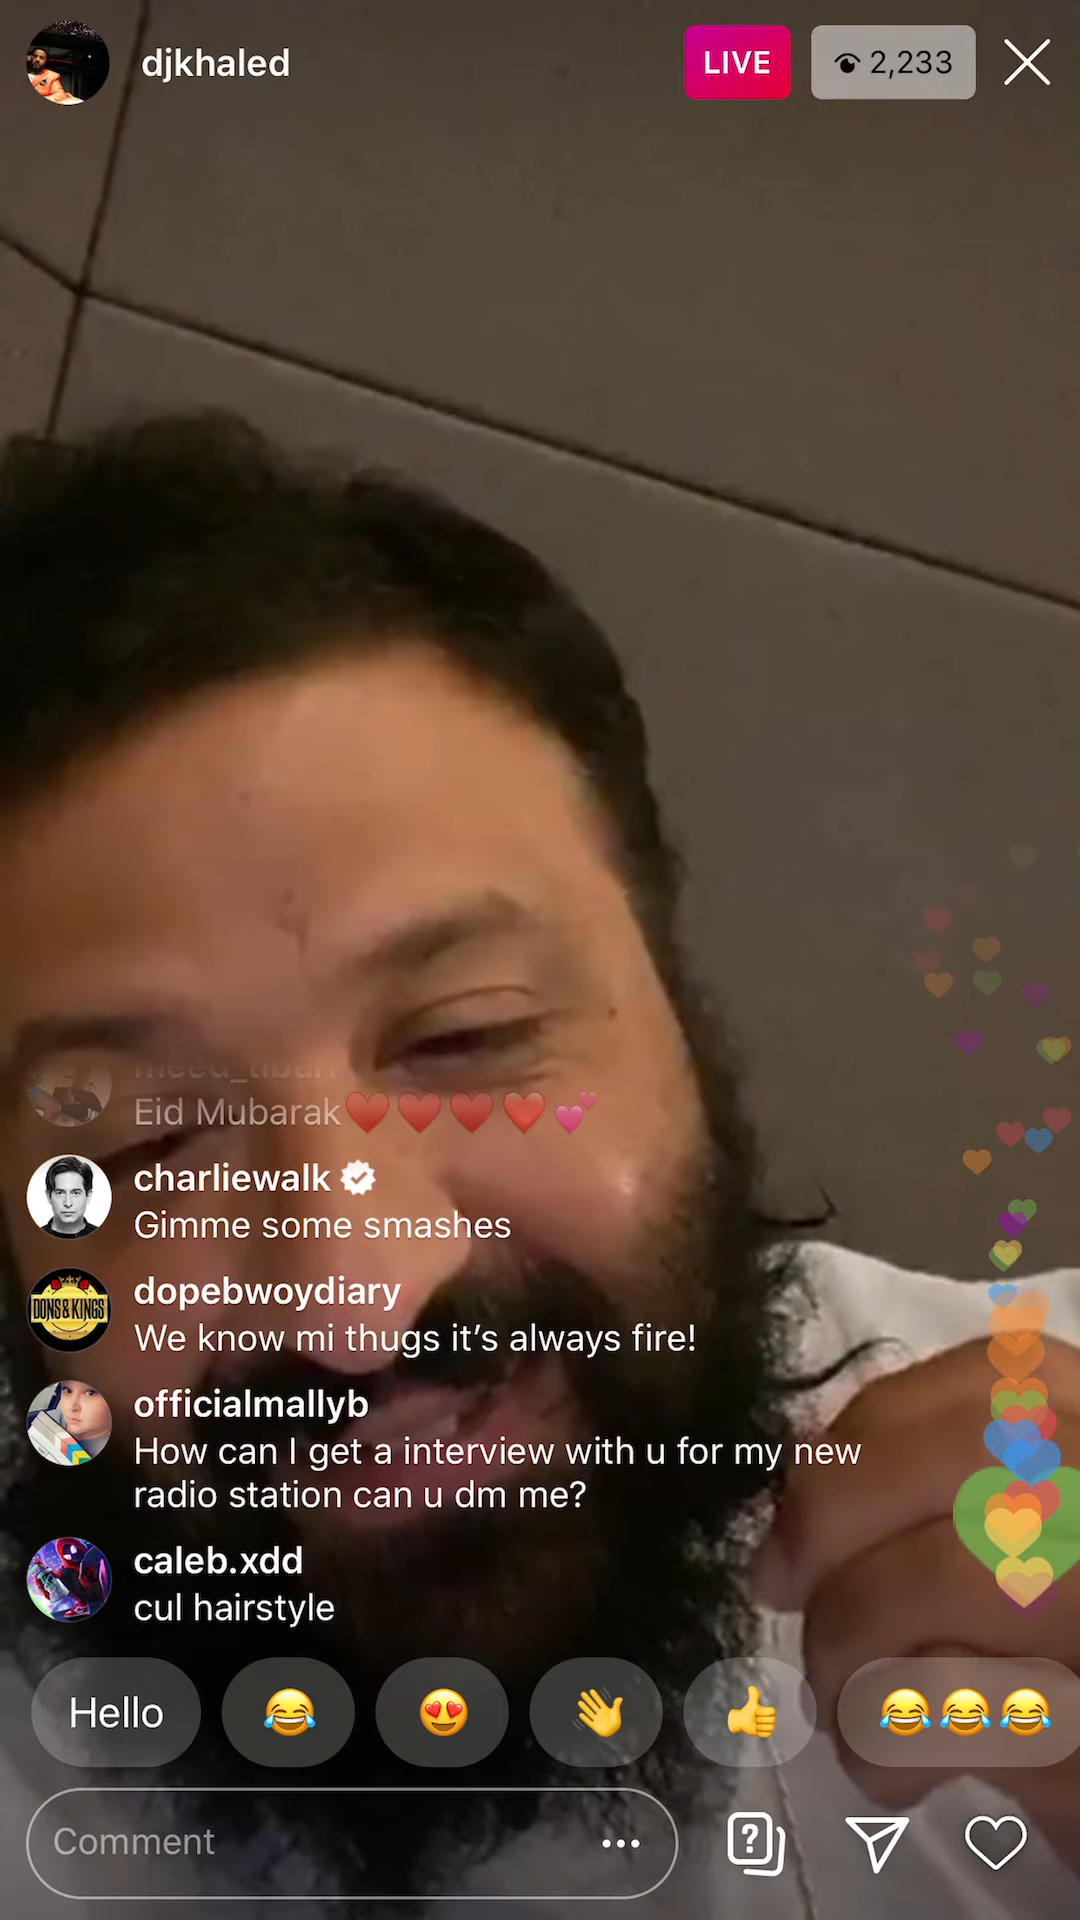 djkhaled
LIVE
2,233
Eid Mubarak❤️❤️❤️❤️💕
charliewalk
Gimme some smashes
DONS & KINGS
dopebwoydiary
We know mi thugs it’s always fire!
officialmallyb
How can I get a interview with u for my new
radio station can u dm me?
caleb.xdd
cul hairstyle
Hello 😂 😍 👋 👍 😂😂😂
Comment